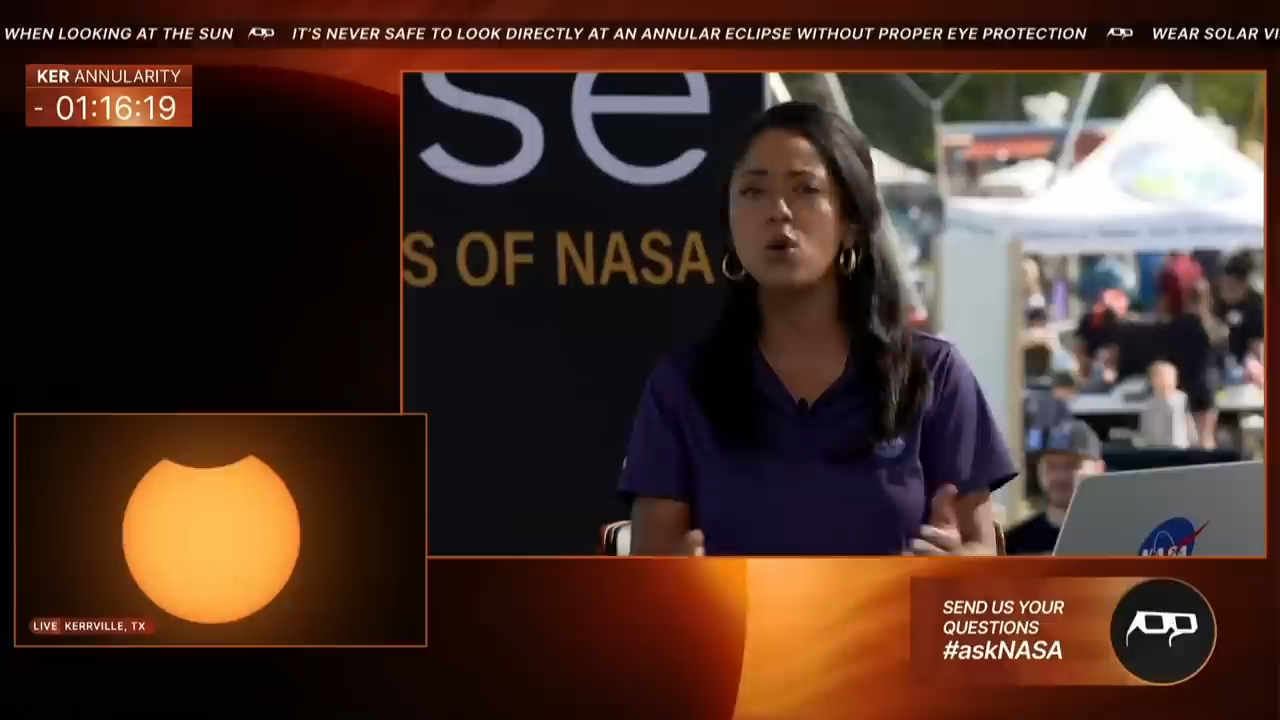 WHEN LOOKING AT THE SUN IT'S NEVER SAFE TO LOOK DIRECTLY AT AN ANNULAR ECLIPSE WITHOUT PROPER EYE PROTECTION WEAR SOLAR VI
KER ANNULARITY
- 01:16:19
se
S OF NASA
NASA
LIVE KERRVILLE, TX
SEND US YOUR
QUESTIONS
#askNASA